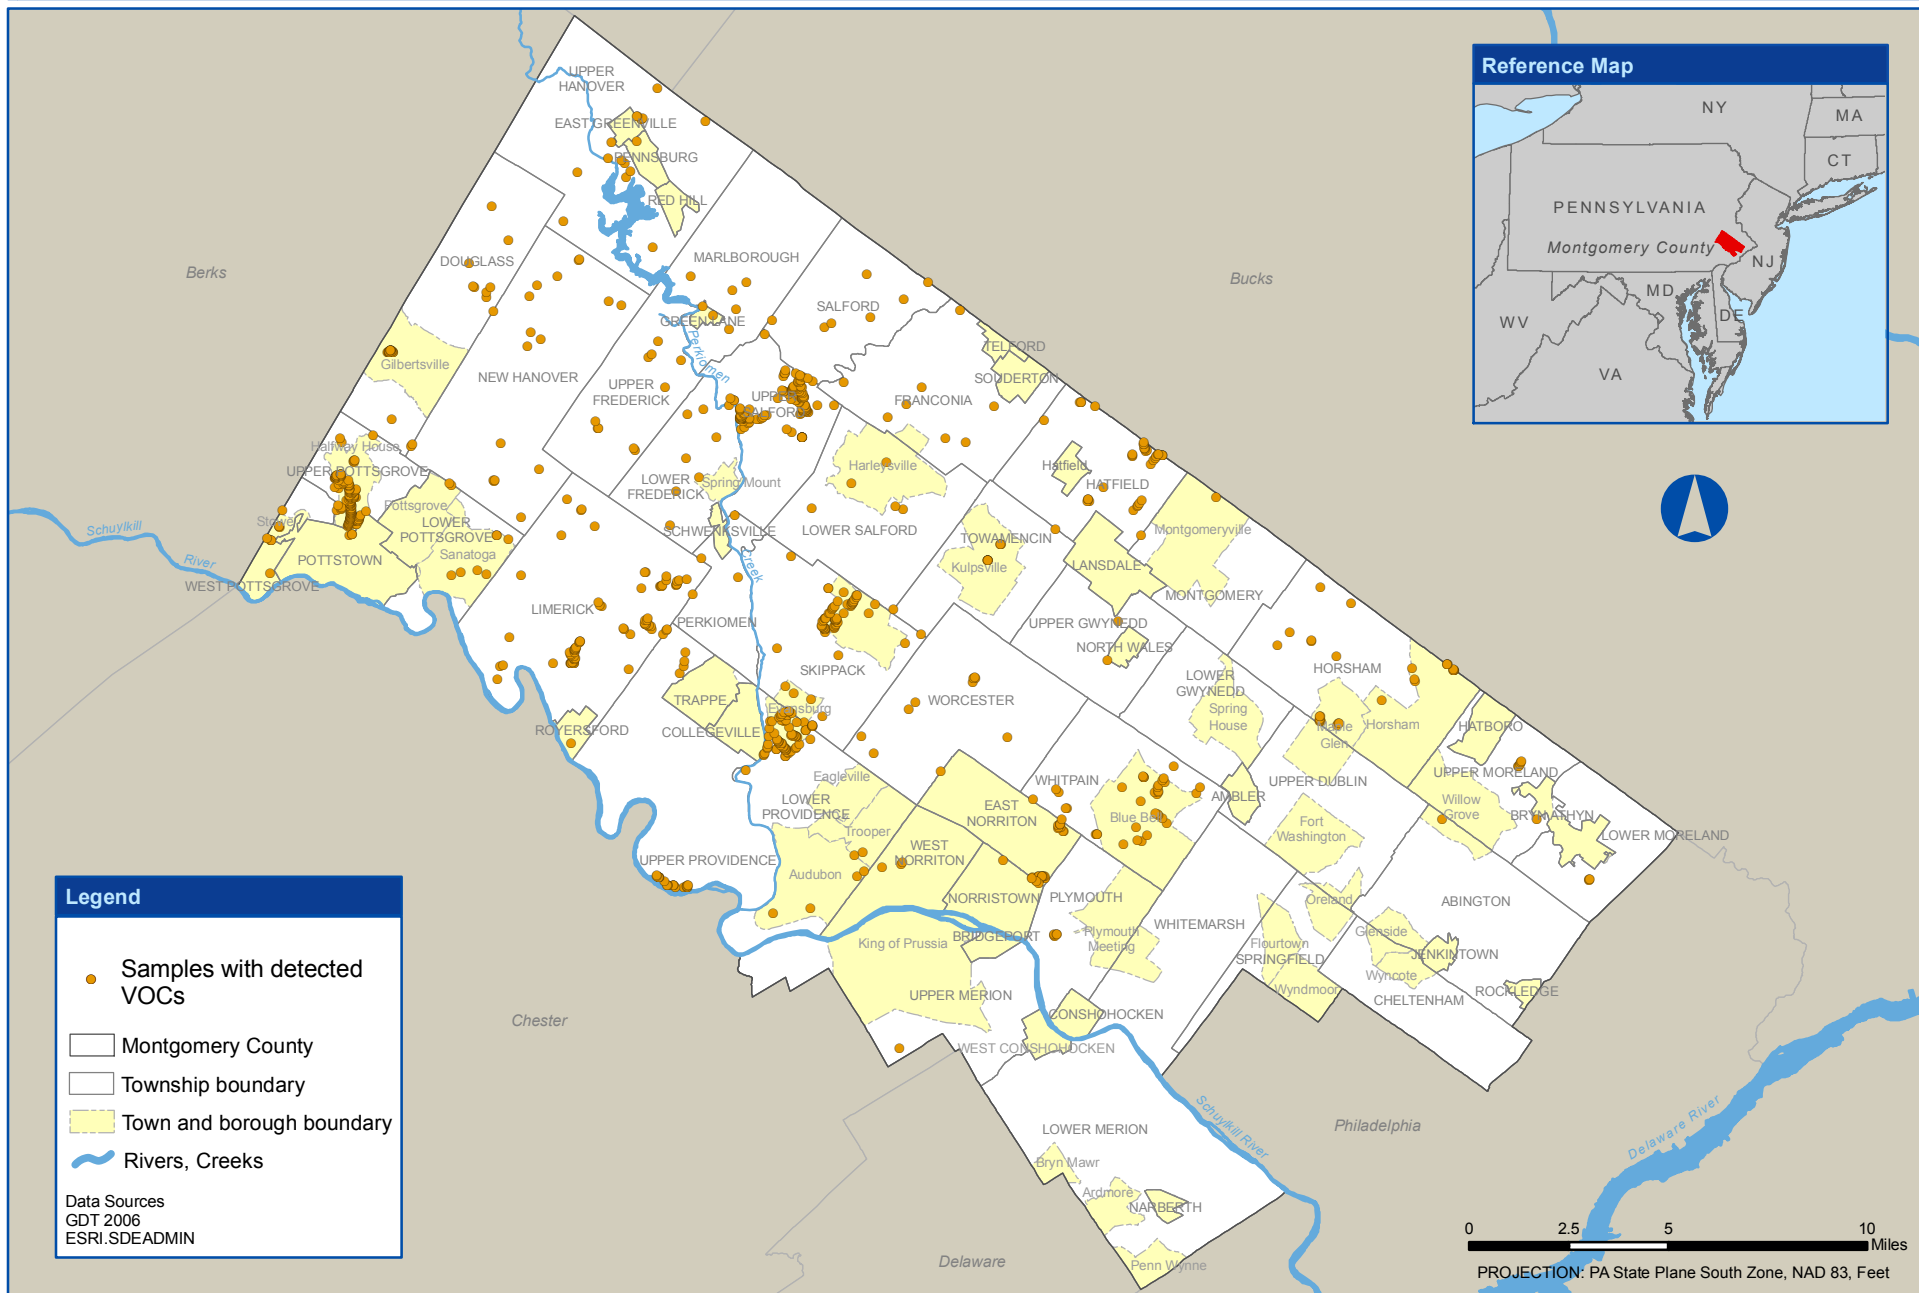 UPPER
HANOVER
EAST GREENVILLE
PENNSBURG
RED HILL
Berks
DOUGLASS
MARLBOROUGH
Bucks
SALFORD
GREEN LANE
Perkiomen
Gilbertsville
NEW HANOVER
UPPER
FREDERICK
UPPER
SALFORD
TELFORD
SOUDERTON
FRANCONIA
Halfway House
UPPER POTTSGROVE
Pottsgrove
LOWER
POTTSGROVE
Sanatoga
Stowe
POTTSTOWN
WEST POTTSGROVE
Schuylkill
River
LOWER
FREDERICK
Spring Mount
SCHWENKSVILLE
Harleysville
LOWER SALFORD
Hatfield
HATFIELD
Montgomeryville
TOWAMENCIN
Kulpsville
LANSDALE
MONTGOMERY
Creek
LIMERICK
PERKIOMEN
SKIPPACK
UPPER GWYNEDD
NORTH WALES
LOWER
GWYNEDD
Spring
House
HORSHAM
Horsham
Maple
Glen
HATBORO
TRAPPE
COLLEGEVILLE
Evansburg
ROYERSFORD
WORCESTER
WHITPAIN
Blue Bell
AMBLER
UPPER DUBLIN
UPPER MORELAND
Willow
Grove
BRYN ATHYN
LOWER MORELAND
Eagleville
LOWER
PROVIDENCE
Trooper
EAST
NORRITON
WEST
NORRITON
Fort
Washington
UPPER PROVIDENCE
Audubon
NORRISTOWN
PLYMOUTH
WHITEMARSH
Oreland
ABINGTON
BRIDGEPORT
Plymouth
Meeting
King of Prussia
Flourtown
SPRINGFIELD
Glenside
JENKINTOWN
Wyncote
Wyndmoor
CHELTENHAM
ROCKLEDGE
UPPER MERION
CONSHOHOCKEN
WEST CONSHOHOCKEN
Chester
LOWER MERION
Bryn Mawr
Ardmore
NARBERTH
Penn Wynne
Schuylkill River
Philadelphia
Delaware
Delaware River
Reference Map
NY
MA
CT
PENNSYLVANIA
Montgomery County
NJ
MD
DE
WV
VA
Legend
Samples with detected
VOCs
Montgomery County
Township boundary
Town and borough boundary
Rivers, Creeks
Data Sources
GDT 2006
ESRI.SDEADMIN
0 2.5 5 10
Miles
PROJECTION: PA State Plane South Zone, NAD 83, Feet